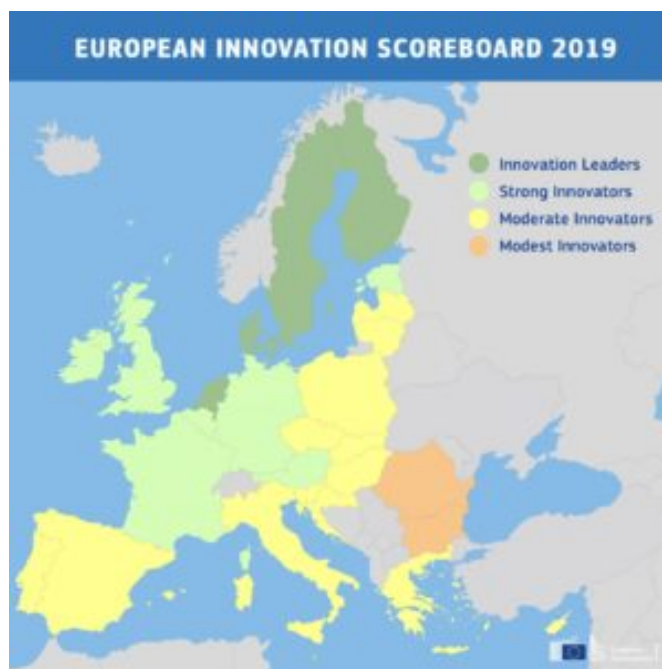 EUROPEAN INNOVATION SCOREBOARD 2019
Innovation Leaders
Strong Innovators
Moderate Innovators
Modest Innovators